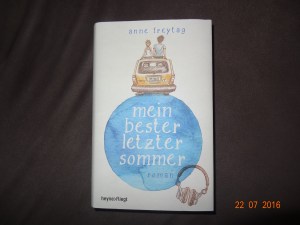 anne freytag
mein
bester
letzter
sommer
roman
heyne›fliegt
22 07 2016